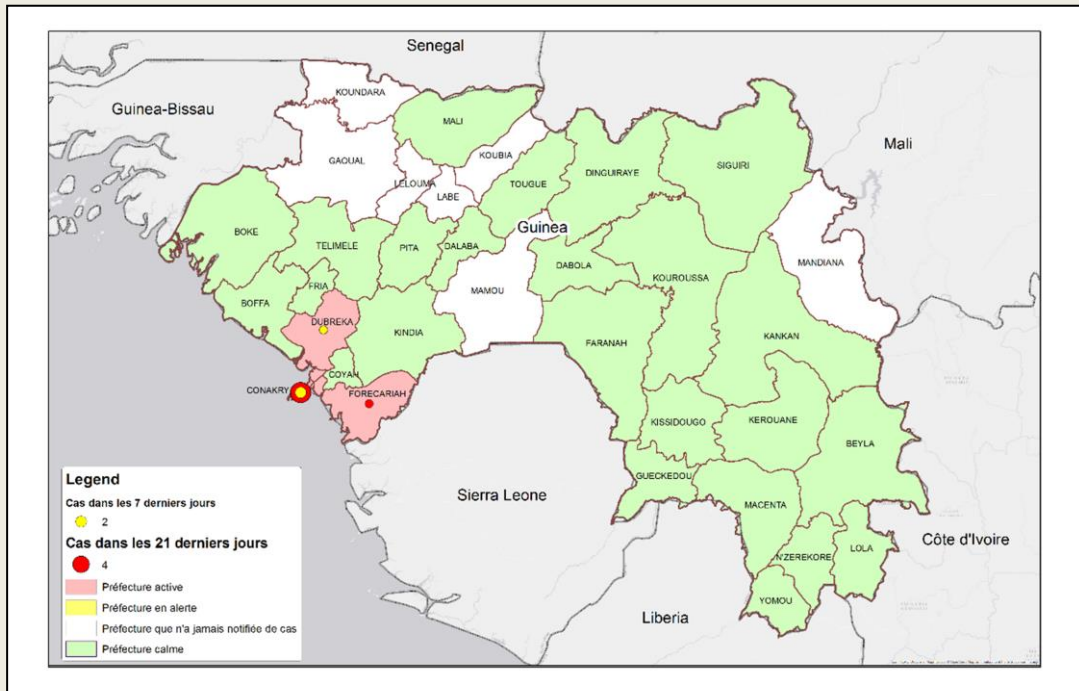 Senegal
Guinea-Bissau
KOUNDARA
MALI
Mali
GAOUAL
KOUBIA
SIGUIRI
LELOUMA
LABE
TOUGUE
DINGUIRAYE
Guinea
BOKE
TELIMELE
PITA
DALABA
MANDIANA
DABOLA
KOUROUSSA
FRIA
MAMOU
BOFFA
DUBREKA
KINDIA
KANKAN
FARANAH
COYAH
CONAKRY
FORECARIAH
KISSIDOUGO
KEROUANE
BEYLA
GUECKEDOU
Sierra Leone
MACENTA
Côte d'Ivoire
LOLA
N'ZEREKORE
YOMOU
Liberia
Legend
Cas dans les 7 derniers jours
2
Cas dans les 21 derniers jours
4
Préfecture active
Préfecture en alerte
Préfecture que n'a jamais notifiée de cas
Préfecture calme